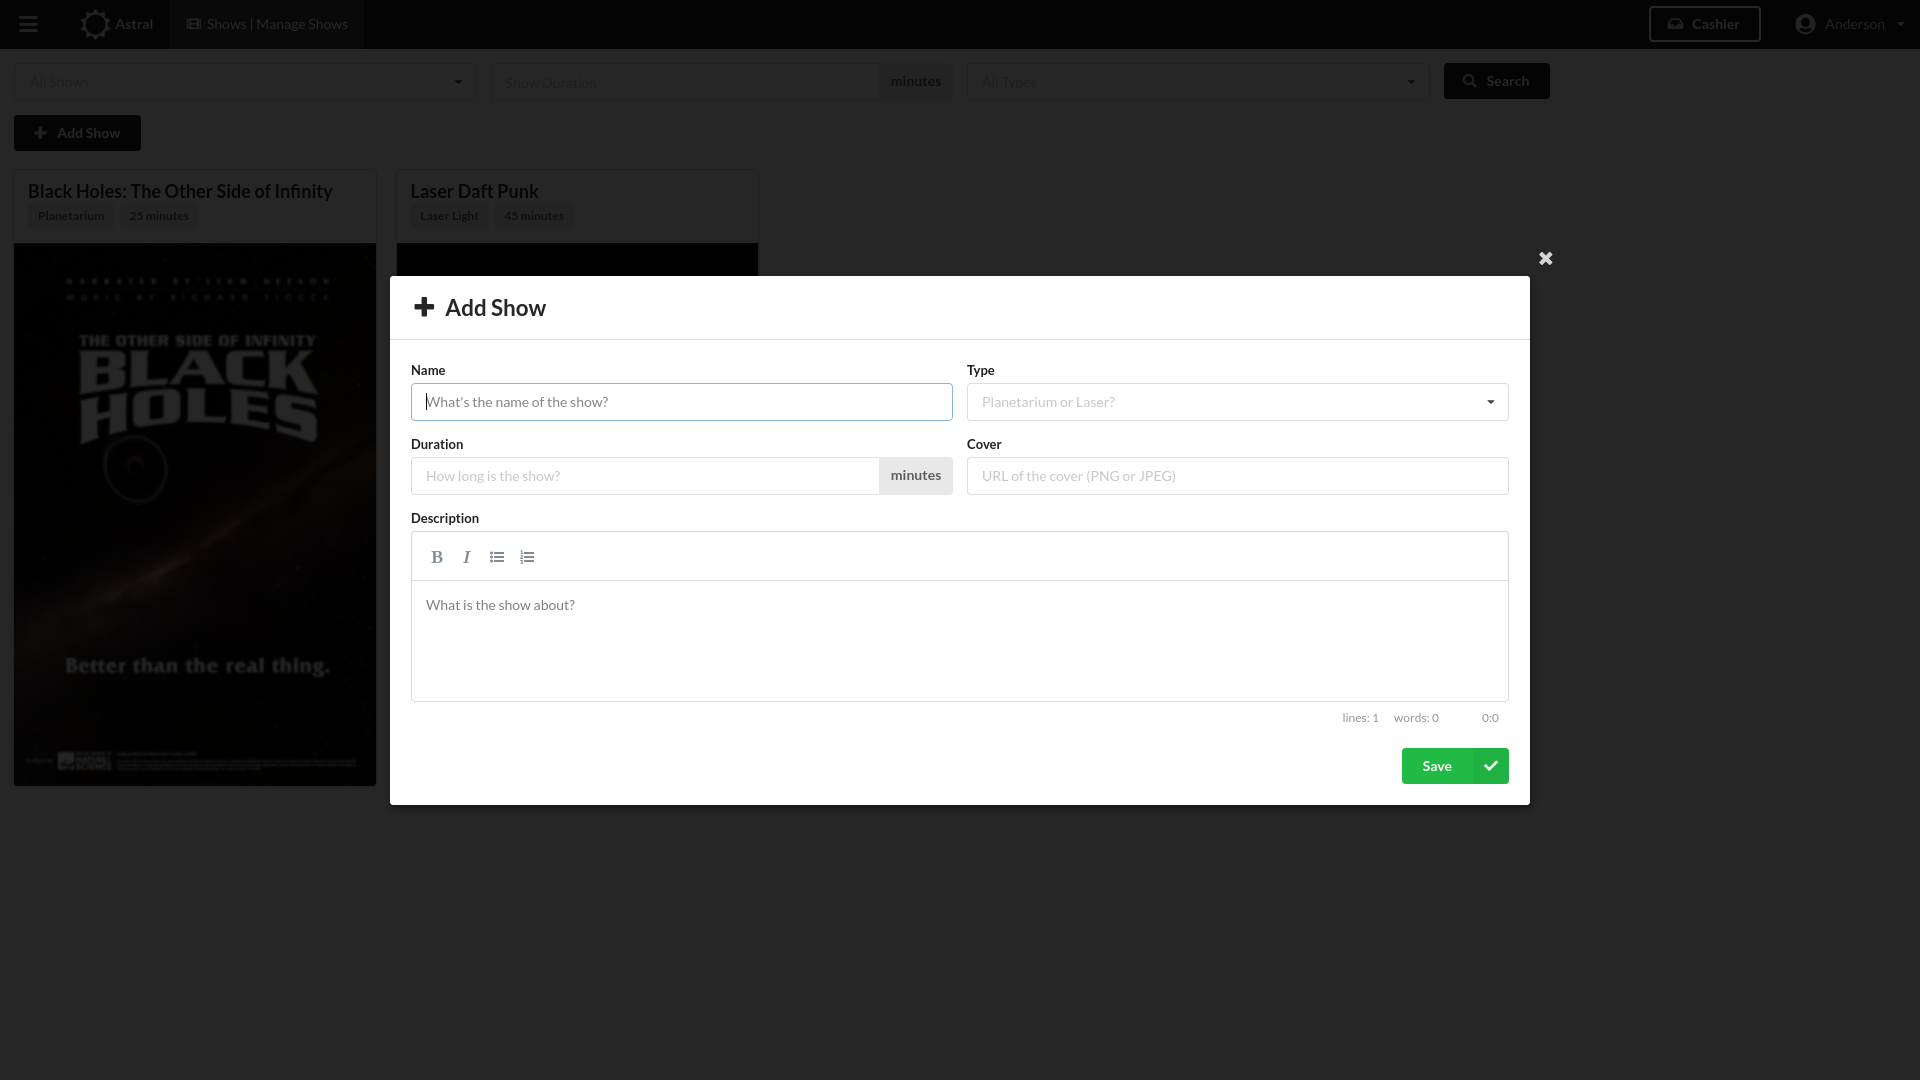 Astral
Shows | Manage Shows
Cashier
Anderson
All Shows
Show Duration
minutes
All Types
Search
Add Show
Black Holes: The Other Side of Infinity
Planetarium
25 minutes
Laser Daft Punk
Laser Light
45 minutes
NARRATED BY LIAM NEESON
MUSIC BY RICHARD FIOCCA
THE OTHER SIDE OF INFINITY
BLACK
HOLES
Better than the real thing.
Add Show
Name
What's the name of the show?
Type
Planetarium or Laser?
Duration
How long is the show?
minutes
Cover
URL of the cover (PNG or JPEG)
Description
B I
What is the show about?
lines: 1 words: 0 0:0
Save